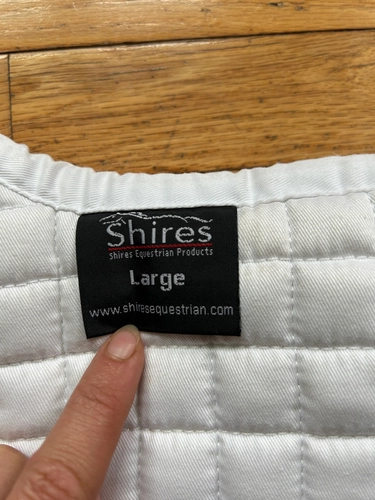 Shires
Shires Equestrian Products
Large
www.shiresequestrian.com